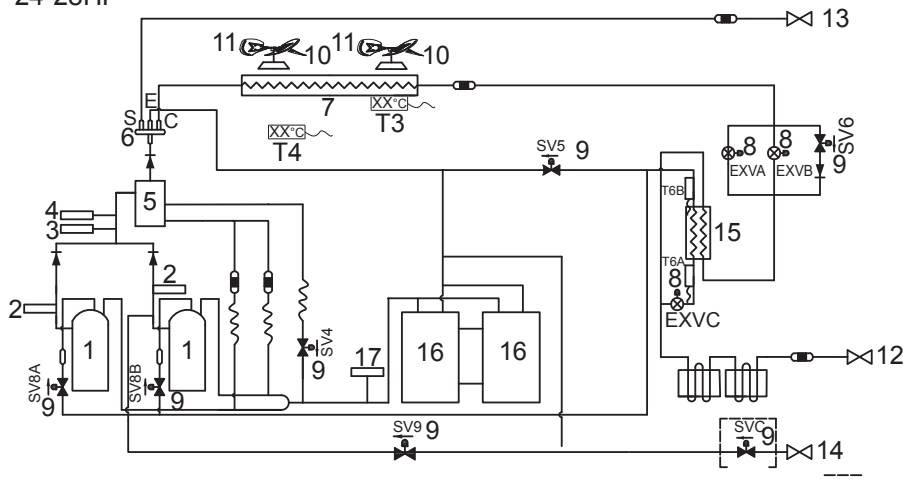 13
11 10 11 10
E
S C
6
7
XX°C
T3
XX°C
T4
SV5 9
8 8 SV6
EXVA EXVB 9
T6B
5
15
4
3
T6A
8
EXVC
2
2
1 1
SV4
9
17
16 16
12
SV8A SV8B
9 9
SV9 9
SVC 9
14